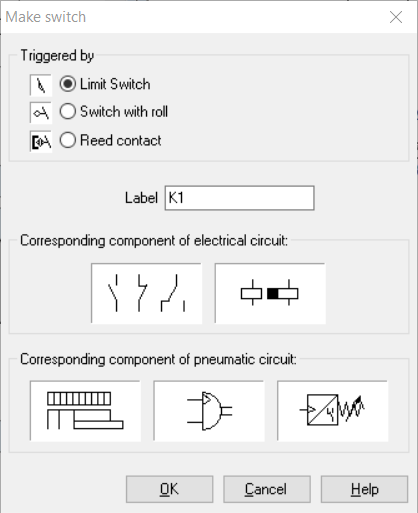 Make switch
Triggered by
Limit Switch
Switch with roll
Reed contact
Label K1
Corresponding component of electrical circuit:
Corresponding component of pneumatic circuit:
OK Cancel Help